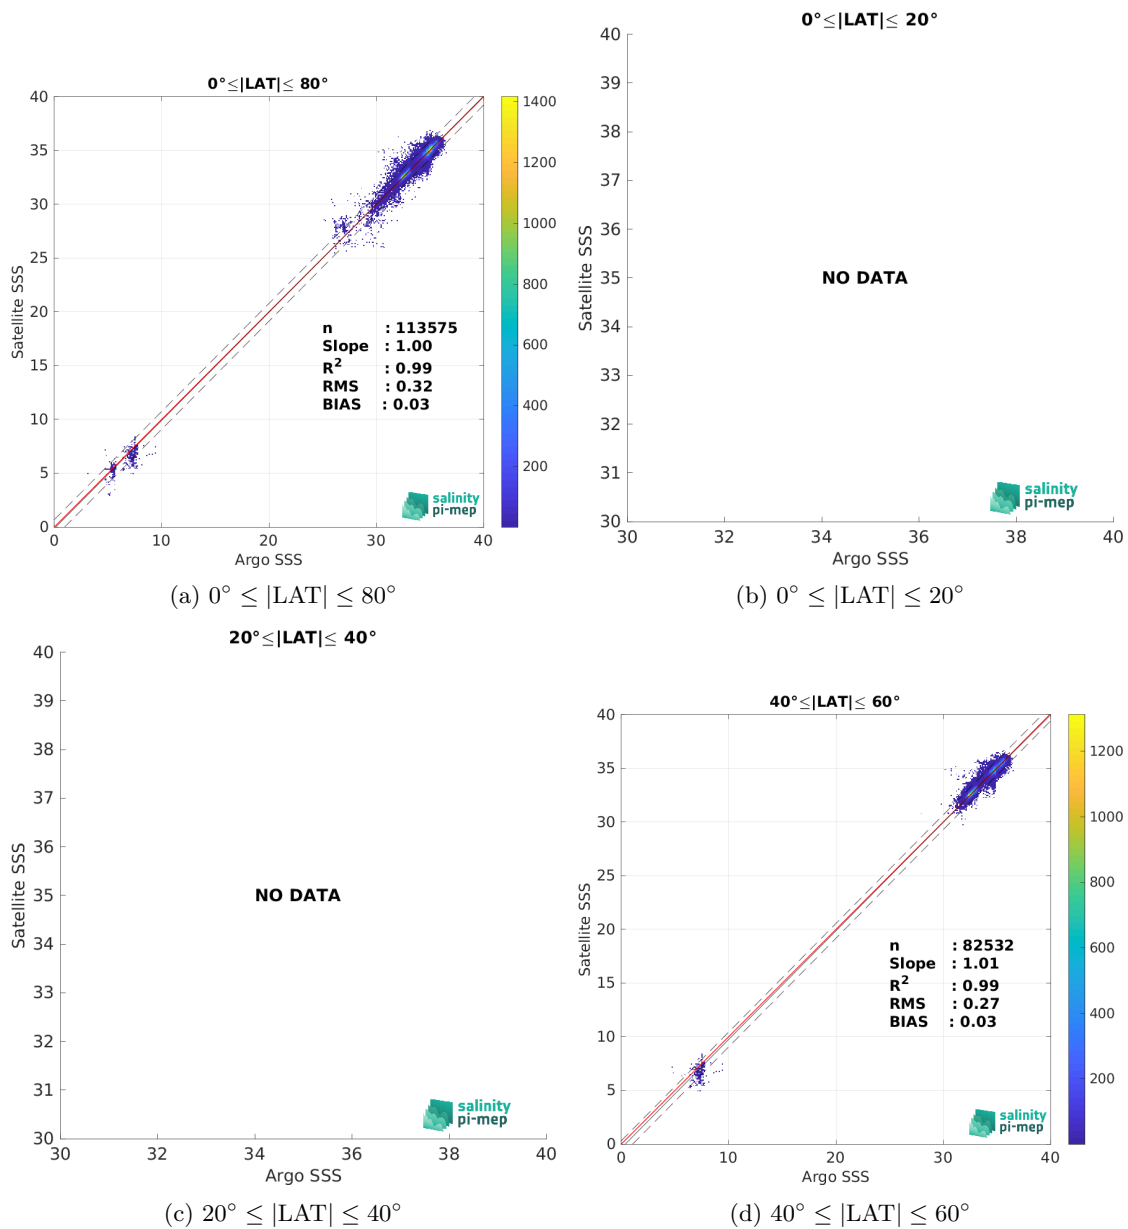 0°≤|LAT|≤ 80°
40
35
30
25
20
15
10
5
0
Satellite SSS
0 10 20 30 40
Argo SSS
n : 113575
Slope : 1.00
R² : 0.99
RMS : 0.32
BIAS : 0.03
salinity
pi-mep
1400
1200
1000
800
600
400
200
(a) 0° ≤ |LAT| ≤ 80°
0°≤|LAT|≤ 20°
40
39
38
37
36
35
34
33
32
31
30
Satellite SSS
NO DATA
salinity
pi-mep
30 32 34 36 38 40
Argo SSS
(b) 0° ≤ |LAT| ≤ 20°
20°≤|LAT|≤ 40°
40
39
38
37
36
35
34
33
32
31
30
Satellite SSS
NO DATA
salinity
pi-mep
30 32 34 36 38 40
Argo SSS
(c) 20° ≤ |LAT| ≤ 40°
40°≤|LAT|≤ 60°
40
35
30
25
20
15
10
5
0
Satellite SSS
n : 82532
Slope : 1.01
R² : 0.99
RMS : 0.27
BIAS : 0.03
salinity
pi-mep
0 10 20 30 40
Argo SSS
1200
1000
800
600
400
200
(d) 40° ≤ |LAT| ≤ 60°